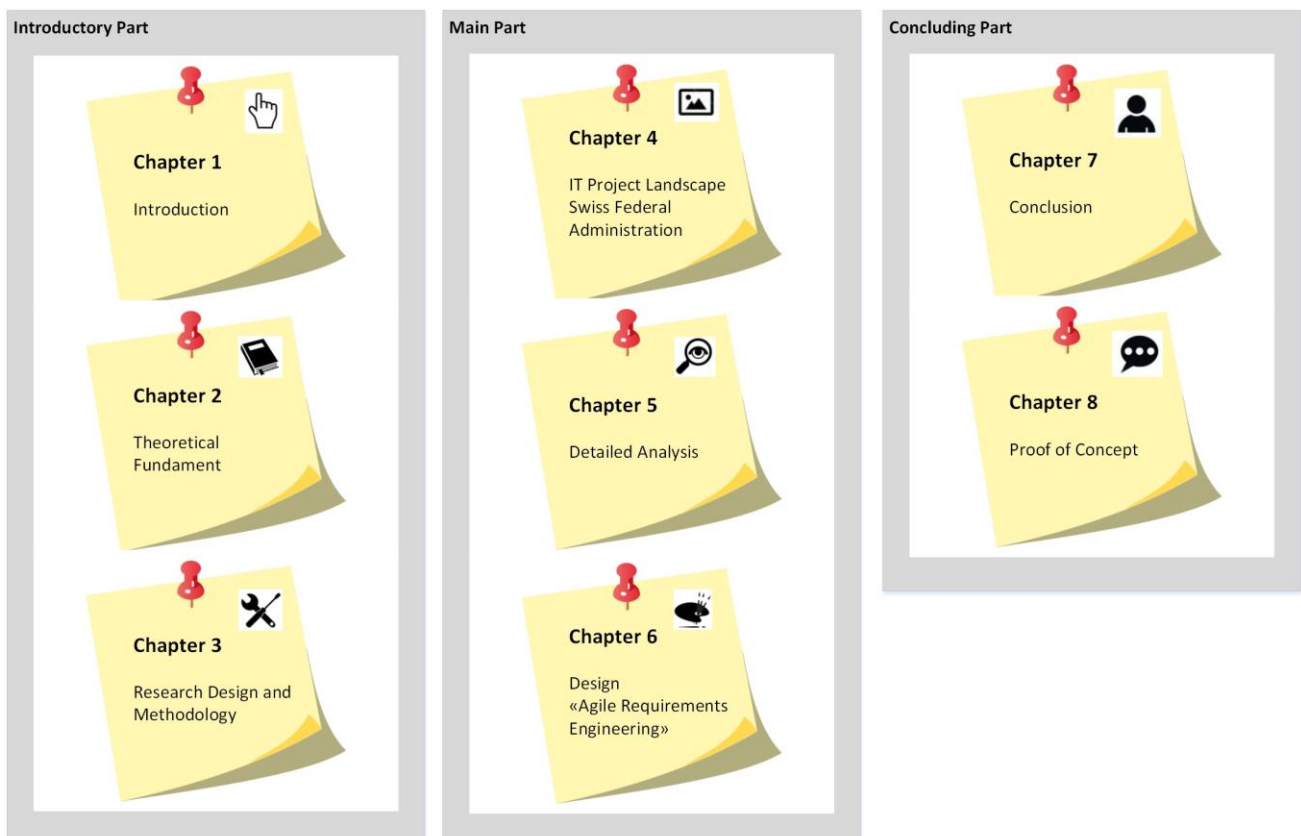 Introductory Part
Chapter 1
Introduction
Chapter 2
Theoretical
Fundament
Chapter 3
Research Design and
Methodology
Main Part
Chapter 4
IT Project Landscape
Swiss Federal
Administration
Chapter 5
Detailed Analysis
Chapter 6
Design
«Agile Requirements
Engineering»
Concluding Part
Chapter 7
Conclusion
Chapter 8
Proof of Concept